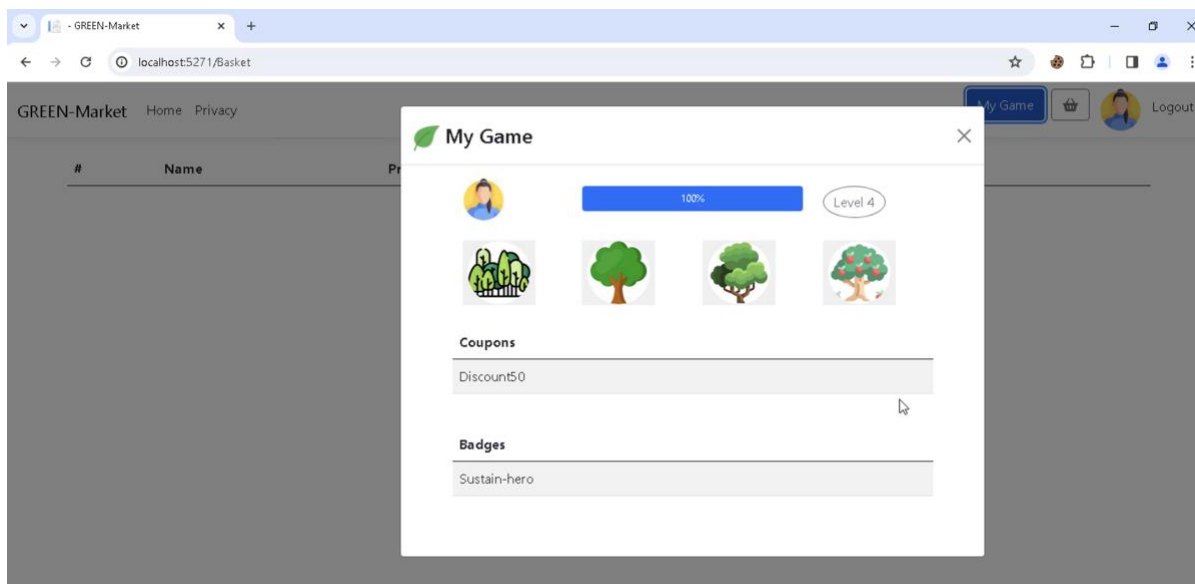 - GREEN-Market
localhost:5271/Basket
GREEN-Market Home Privacy My Game Logout
# Name
My Game
100% Level 4
Coupons
Discount50
Badges
Sustain-hero